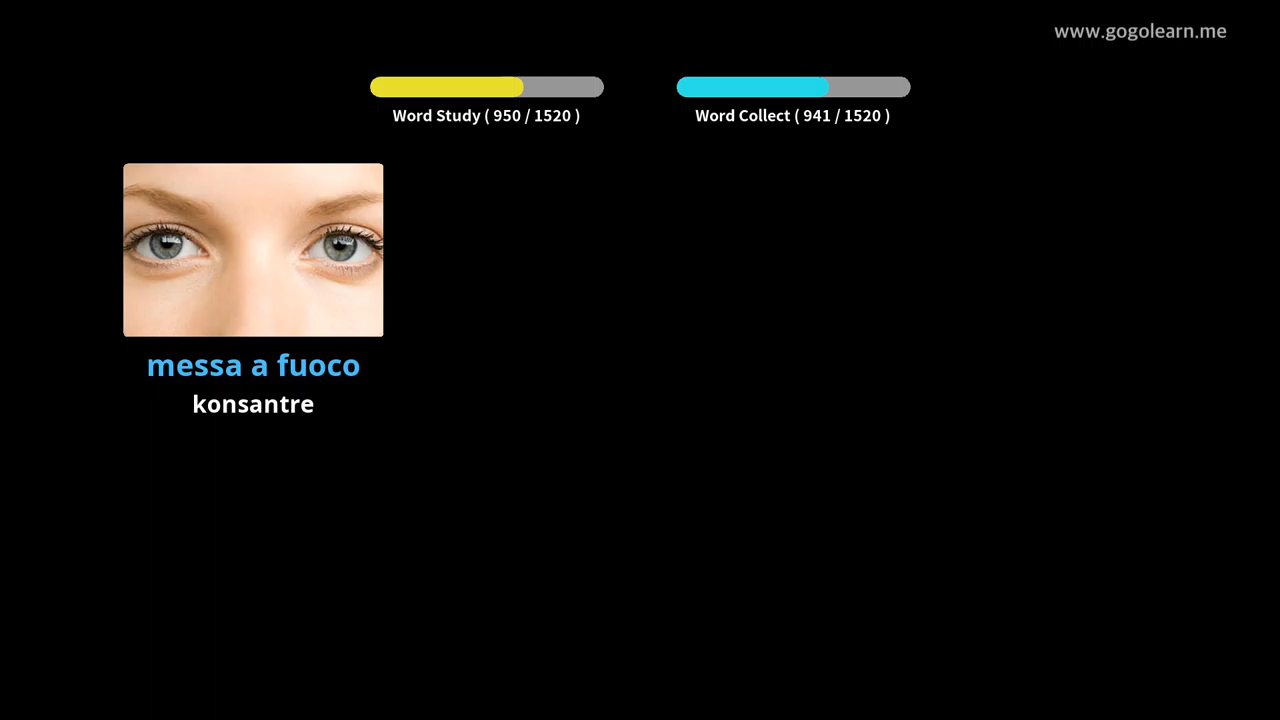 www.gogolearn.me
Word Study ( 950 / 1520 )
Word Collect ( 941 / 1520 )
messa a fuoco
konsantre